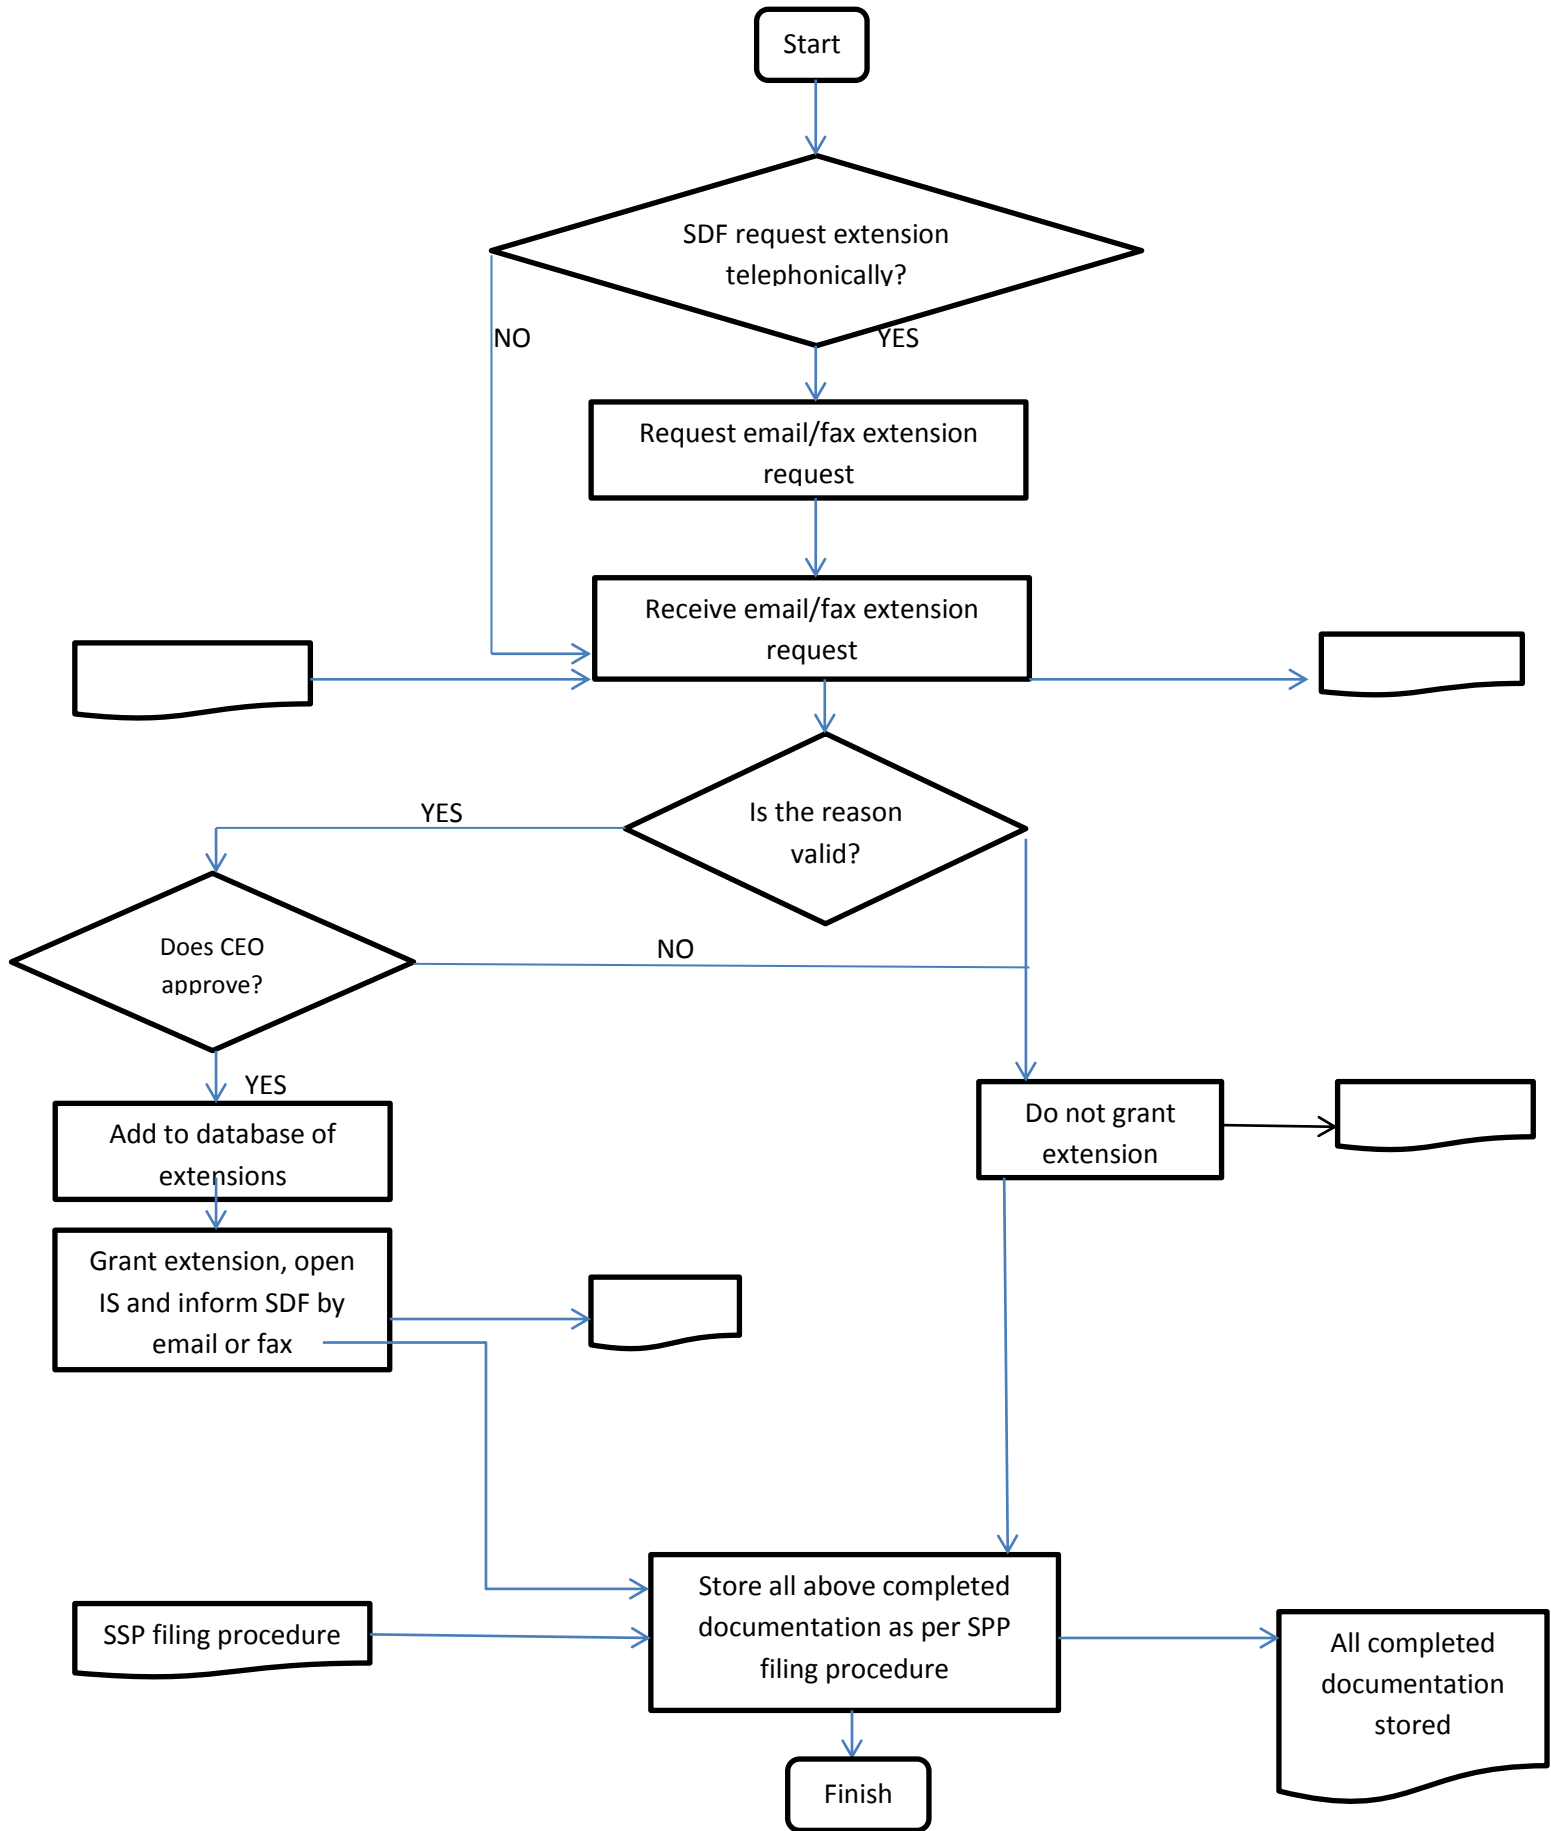 Start
SDF request extension
telephonically?
NO
YES
Request email/fax extension
request
Receive email/fax extension
request
YES
Is the reason
valid?
Does CEO
approve?
NO
YES
Add to database of
extensions
Do not grant
extension
Grant extension, open
IS and inform SDF by
email or fax
SSP filing procedure
Store all above completed
documentation as per SPP
filing procedure
All completed
documentation
stored
Finish